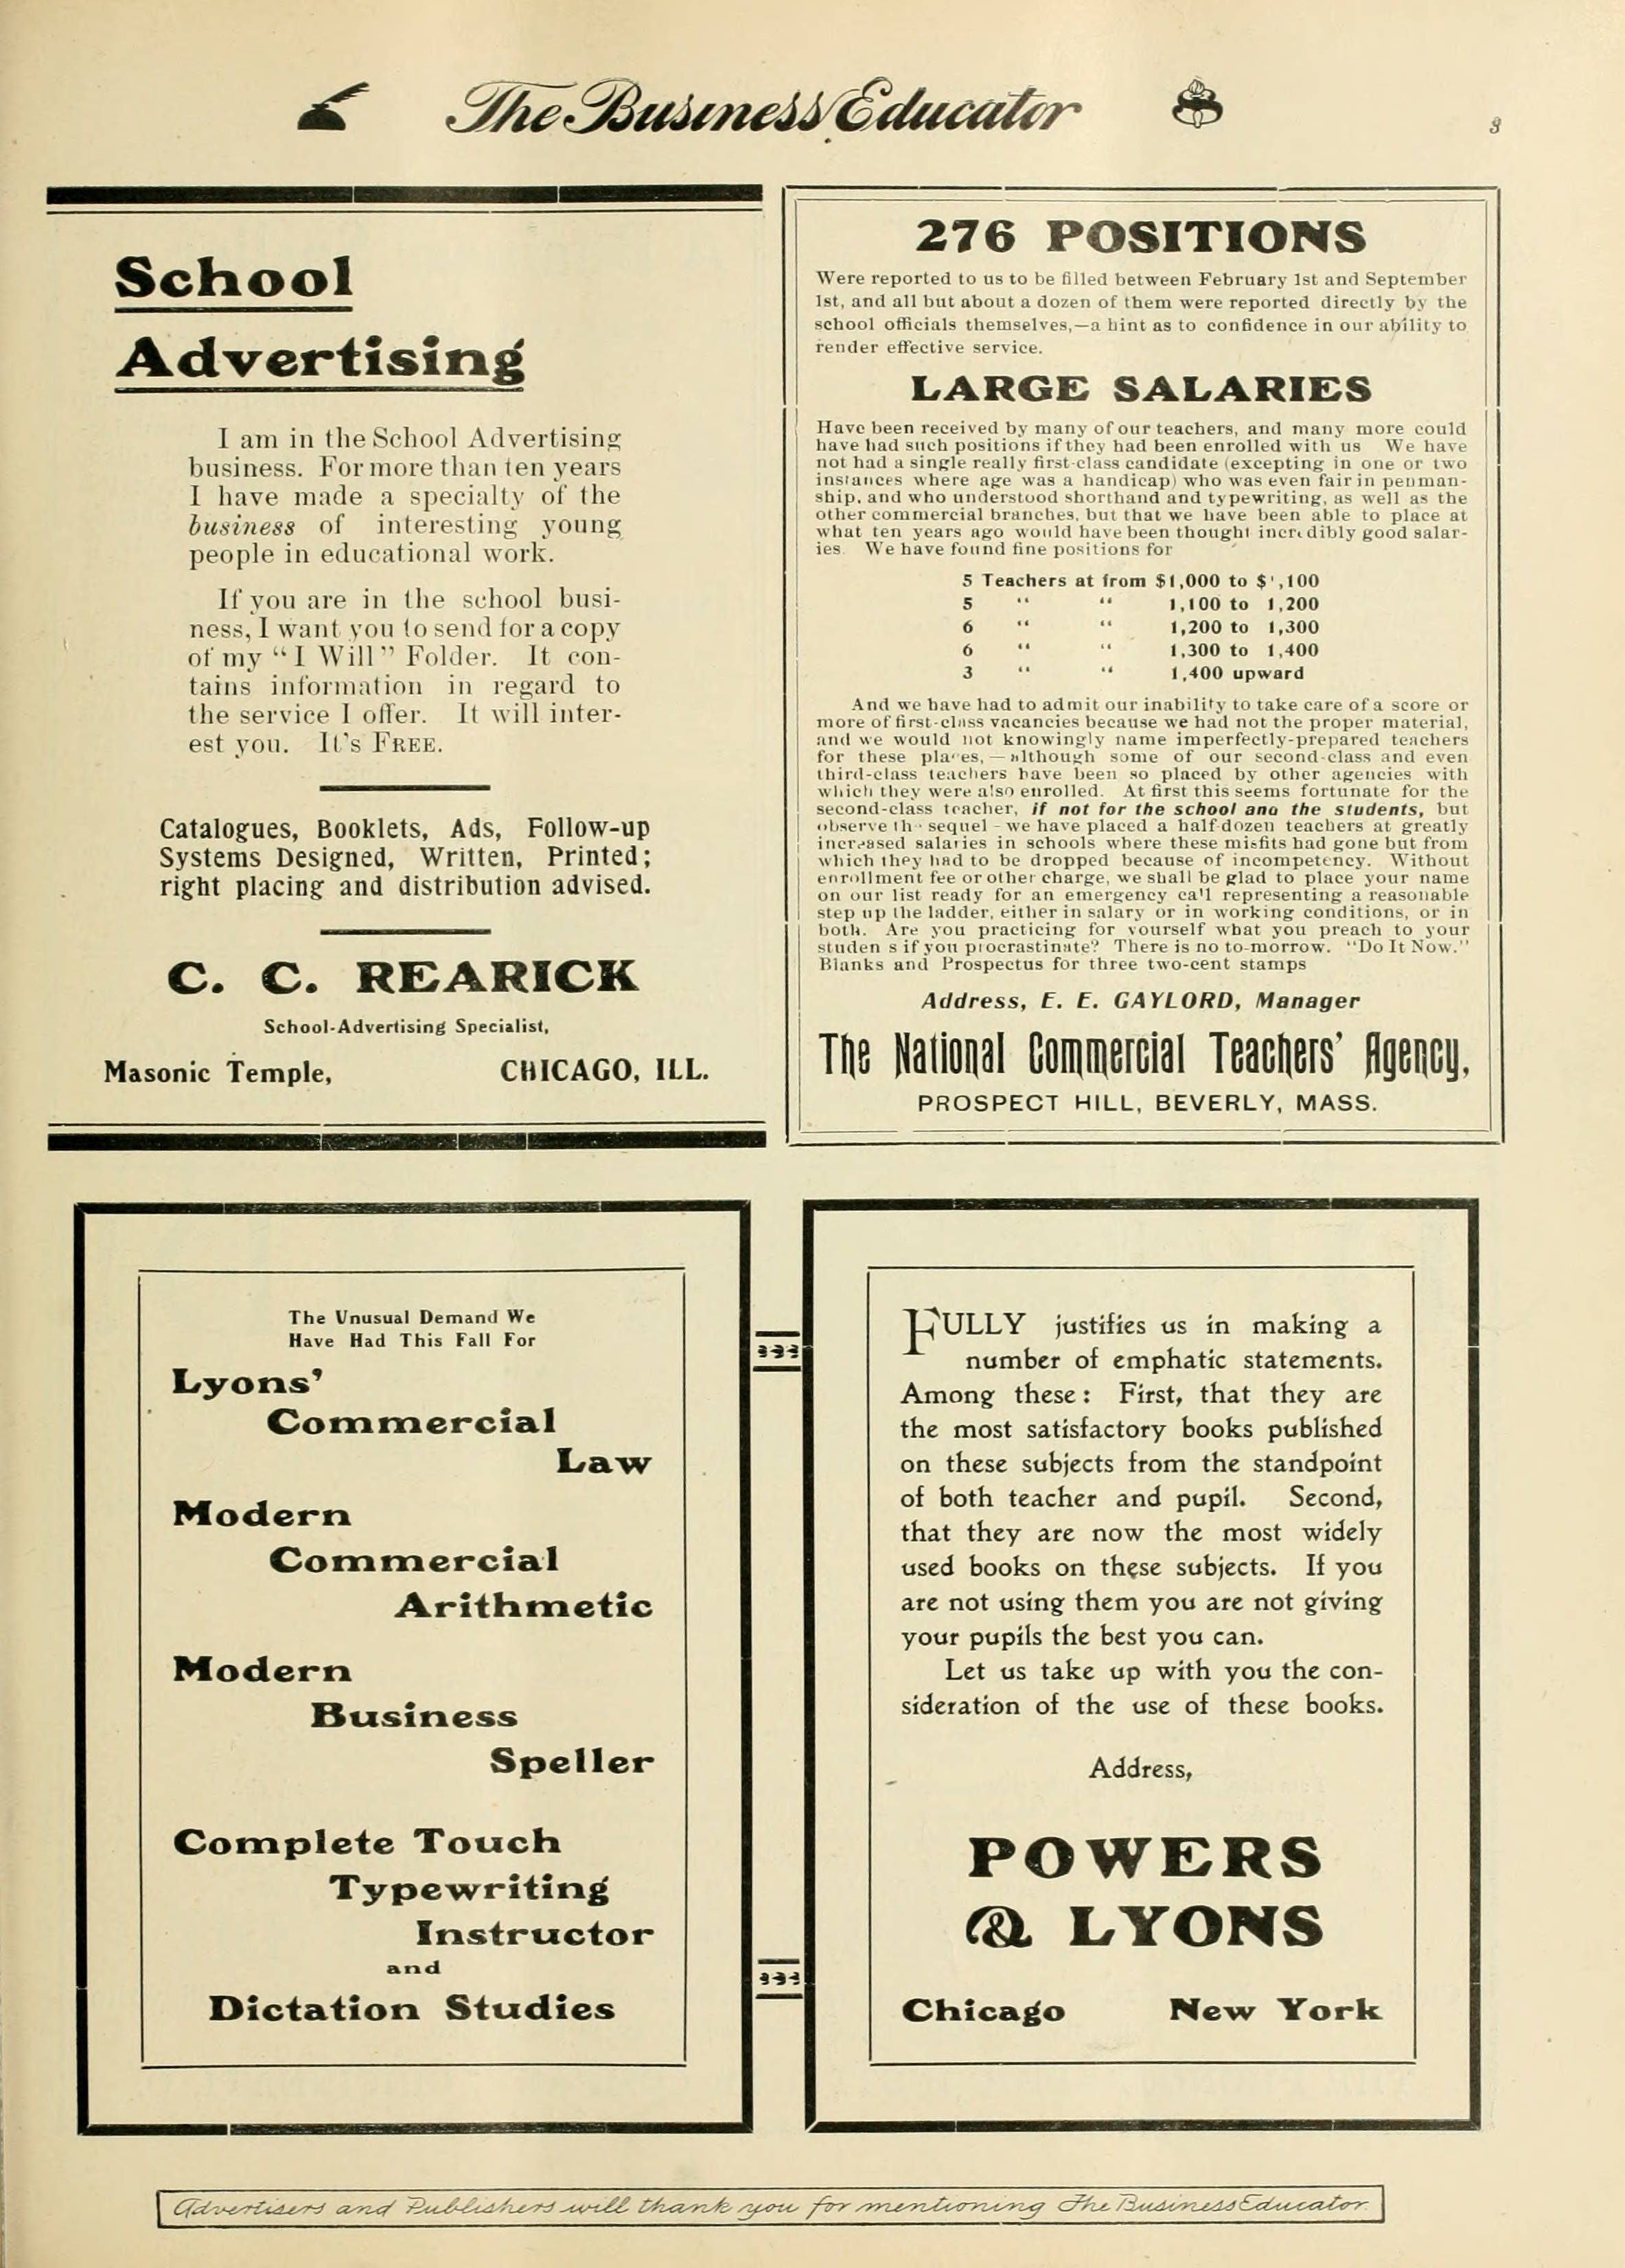 The Business Educator
3
School
Advertising
I am in the School Advertising
business. For more than ten years
I have made a specialty of the
business of interesting young
people in educational work.
If you are in the school busi-
ness, I want you to send for a copy
of my “I Will” Folder. It con-
tains information in regard to
the service I offer. It will inter-
est you. It's FREE.
Catalogues, Booklets, Ads, Follow-up
Systems Designed, Written, Printed;
right placing and distribution advised.
C. C. REARICK
School-Advertising Specialist,
Masonic Temple, CHICAGO, ILL.
276 POSITIONS
Were reported to us to be filled between February 1st and September
1st, and all but about a dozen of them were reported directly by the
school officials themselves,—a hint as to confidence in our ability to
render effective service.
LARGE SALARIES
Have been received by many of our teachers, and many more could
have had such positions if they had been enrolled with us We have
not had a single really first-class candidate (excepting in one or two
instances where age was a handicap) who was even fair in penman-
ship, and who understood shorthand and typewriting, as well as the
other commercial branches, but that we have been able to place at
what ten years ago would have been thought incredibly good salar-
ies. We have found fine positions for
5 Teachers at from $1,000 to $1,100
5 “ “ 1,100 to 1,200
6 “ “ 1,200 to 1,300
6 “ “ 1,300 to 1,400
3 “ “ 1,400 upward
And we have had to admit our inability to take care of a score or
more of first-class vacancies because we had not the proper material,
and we would not knowingly name imperfectly-prepared teachers
for these places,—although some of our second-class and even
third-class teachers have been so placed by other agencies with
which they were also enrolled. At first this seems fortunate for the
second-class teacher, if not for the school and the students, but
observe the sequel - we have placed a half-dozen teachers at greatly
increased salaries in schools where these misfits had gone but from
which they had to be dropped because of incompetency. Without
enrollment fee or other charge, we shall be glad to place your name
on our list ready for an emergency call representing a reasonable
step up the ladder, either in salary or in working conditions, or in
both. Are you practicing for yourself what you preach to your
studen s if you procrastinate? There is no to-morrow. “Do It Now.”
Blanks and Prospectus for three two-cent stamps
Address, E. E. GAYLORD, Manager
The National Commercial Teachers' Agency,
PROSPECT HILL, BEVERLY, MASS.
The Unusual Demand We
Have Had This Fall For
Lyons'
Commercial
Law
Modern
Commercial
Arithmetic
Modern
Business
Speller
Complete Touch
Typewriting
Instructor
and
Dictation Studies
FULLY justifies us in making a
number of emphatic statements.
Among these: First, that they are
the most satisfactory books published
on these subjects from the standpoint
of both teacher and pupil. Second,
that they are now the most widely
used books on these subjects. If you
are not using them you are not giving
your pupils the best you can.
Let us take up with you the con-
sideration of the use of these books.
Address,
POWERS
& LYONS
Chicago New York
Advertisers and Publishers will thank you for mentioning The Business Educator.